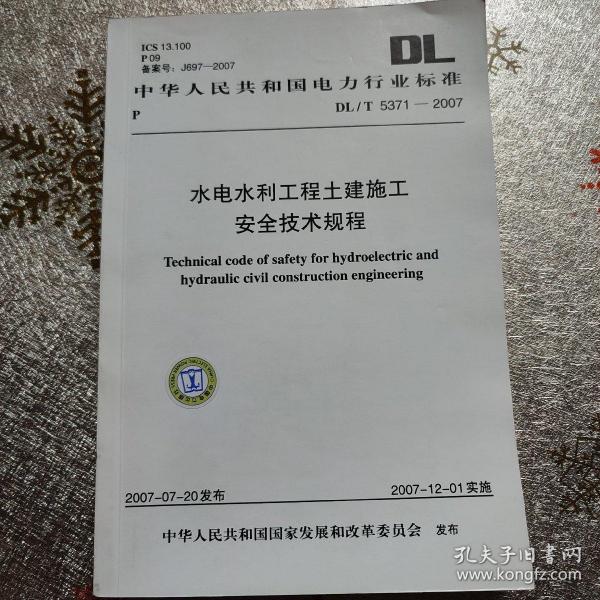 ICS 13.100
P 09
备案号：J697—2007
DL
中华人民共和国电力行业标准
P
DL/T 5371—2007
水电水利工程土建施工
安全技术规程
Technical code of safety for hydroelectric and
hydraulic civil construction engineering
2007-07-20发布
2007-12-01实施
中华人民共和国国家发展和改革委员会 发布
孔夫子旧书网
www.kongfz.com